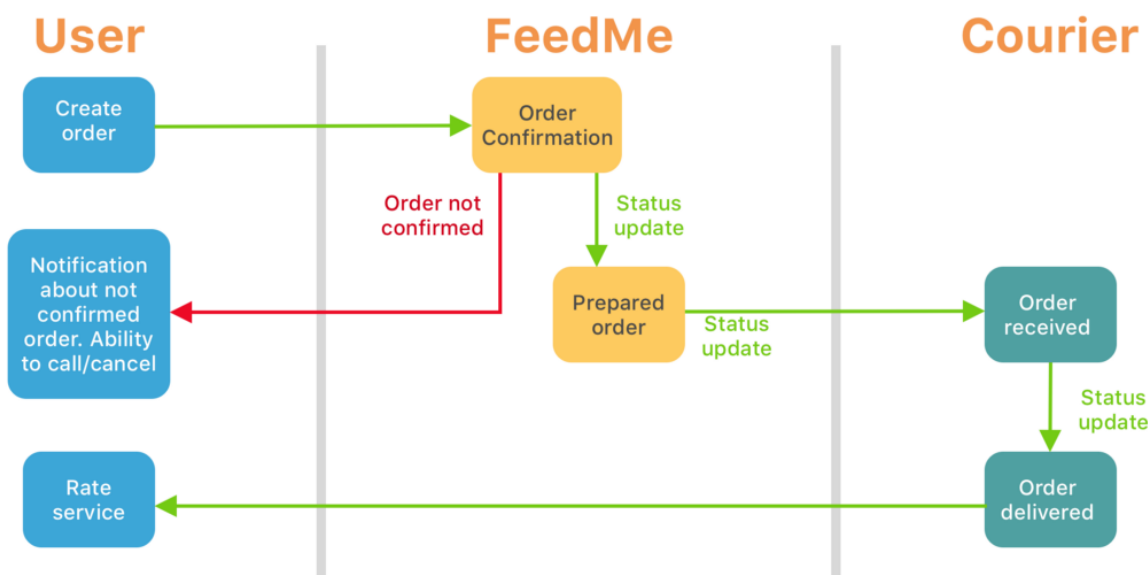 User
FeedMe
Courier
Create
order
Order
Confirmation
Order not
confirmed
Status
update
Notification
about not
confirmed
order. Ability
to call/cancel
Prepared
order
Status
update
Order
received
Status
update
Rate
service
Order
delivered